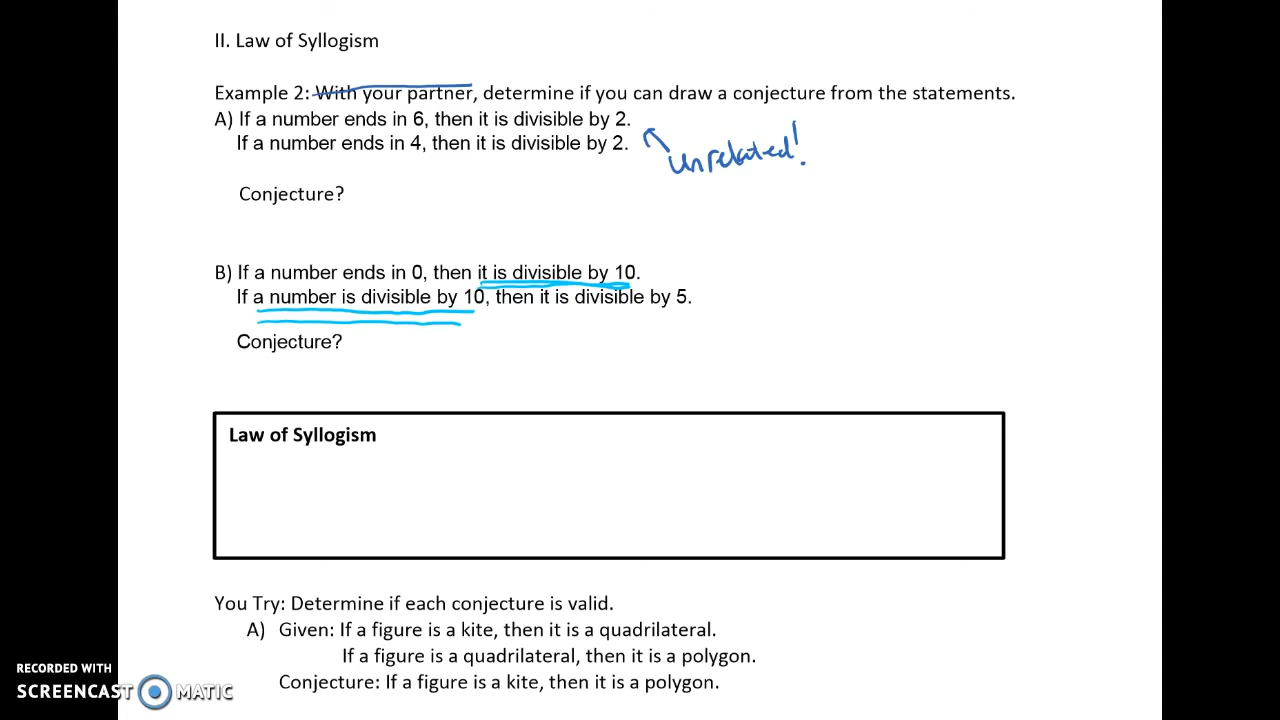 II. Law of Syllogism
Example 2: With your partner, determine if you can draw a conjecture from the statements.
A) If a number ends in 6, then it is divisible by 2.
If a number ends in 4, then it is divisible by 2.
unrelated!
Conjecture?
B) If a number ends in 0, then it is divisible by 10.
If a number is divisible by 10, then it is divisible by 5.
Conjecture?
Law of Syllogism
You Try: Determine if each conjecture is valid.
A) Given: If a figure is a kite, then it is a quadrilateral.
If a figure is a quadrilateral, then it is a polygon.
Conjecture: If a figure is a kite, then it is a polygon.
RECORDED WITH
SCREENCAST MATIC